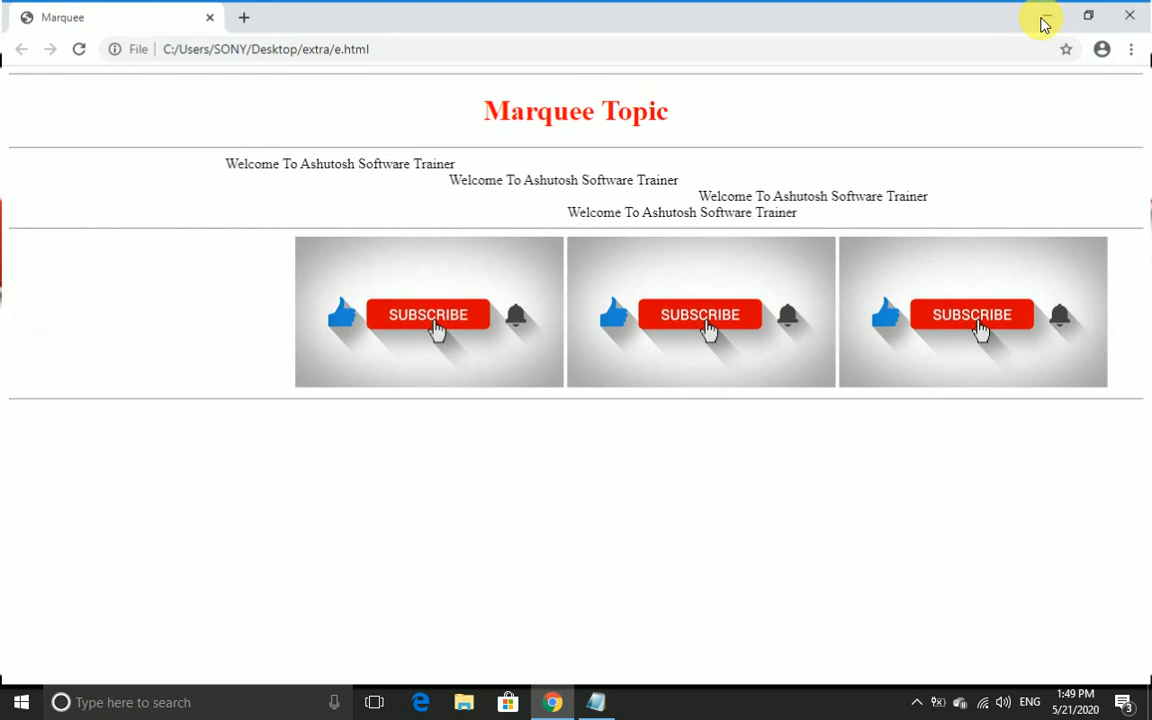 Marquee
File C:/Users/SONY/Desktop/extra/e.html
Marquee Topic
Welcome To Ashutosh Software Trainer
Welcome To Ashutosh Software Trainer
Welcome To Ashutosh Software Trainer
Welcome To Ashutosh Software Trainer
SUBSCRIBE SUBSCRIBE SUBSCRIBE
Type here to search ENG 1:49 PM
5/21/2020 3